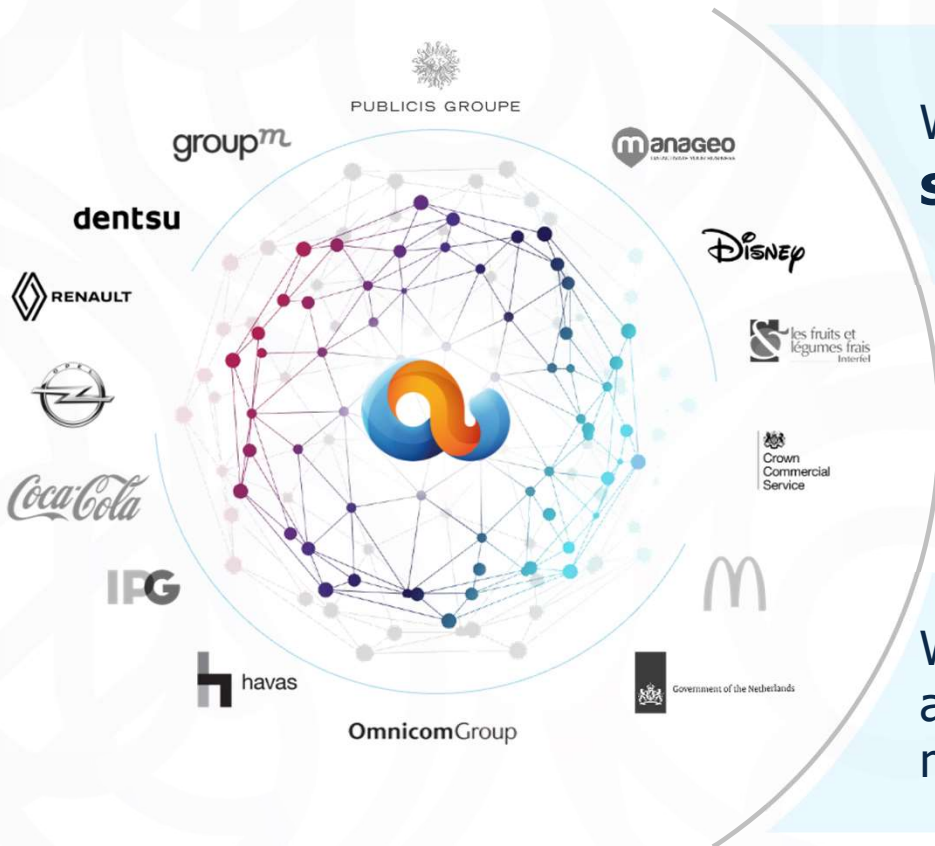 PUBLICIS GROUPE
groupm
manageo
dentsu
Disney
RENAULT
les fruits et
légumes frais
Interfel
OPEL
Crown
Commercial
Service
Coca-Cola
IPG
havas
Government of the Netherlands
OmnicomGroup